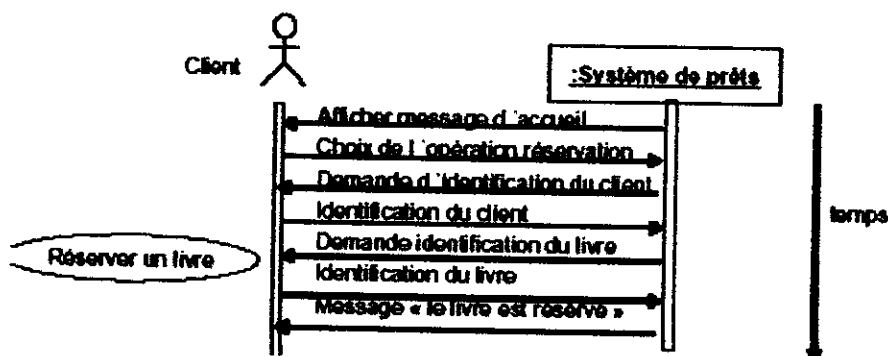 Client
:Système de prêts
Afficher message d 'accueil
Choix de l 'opération réservation
Demande d 'identification du client
Identification du client
temps
Demande identification du livre
Réserver un livre
Identification du livre
Message « le livre est réservé »